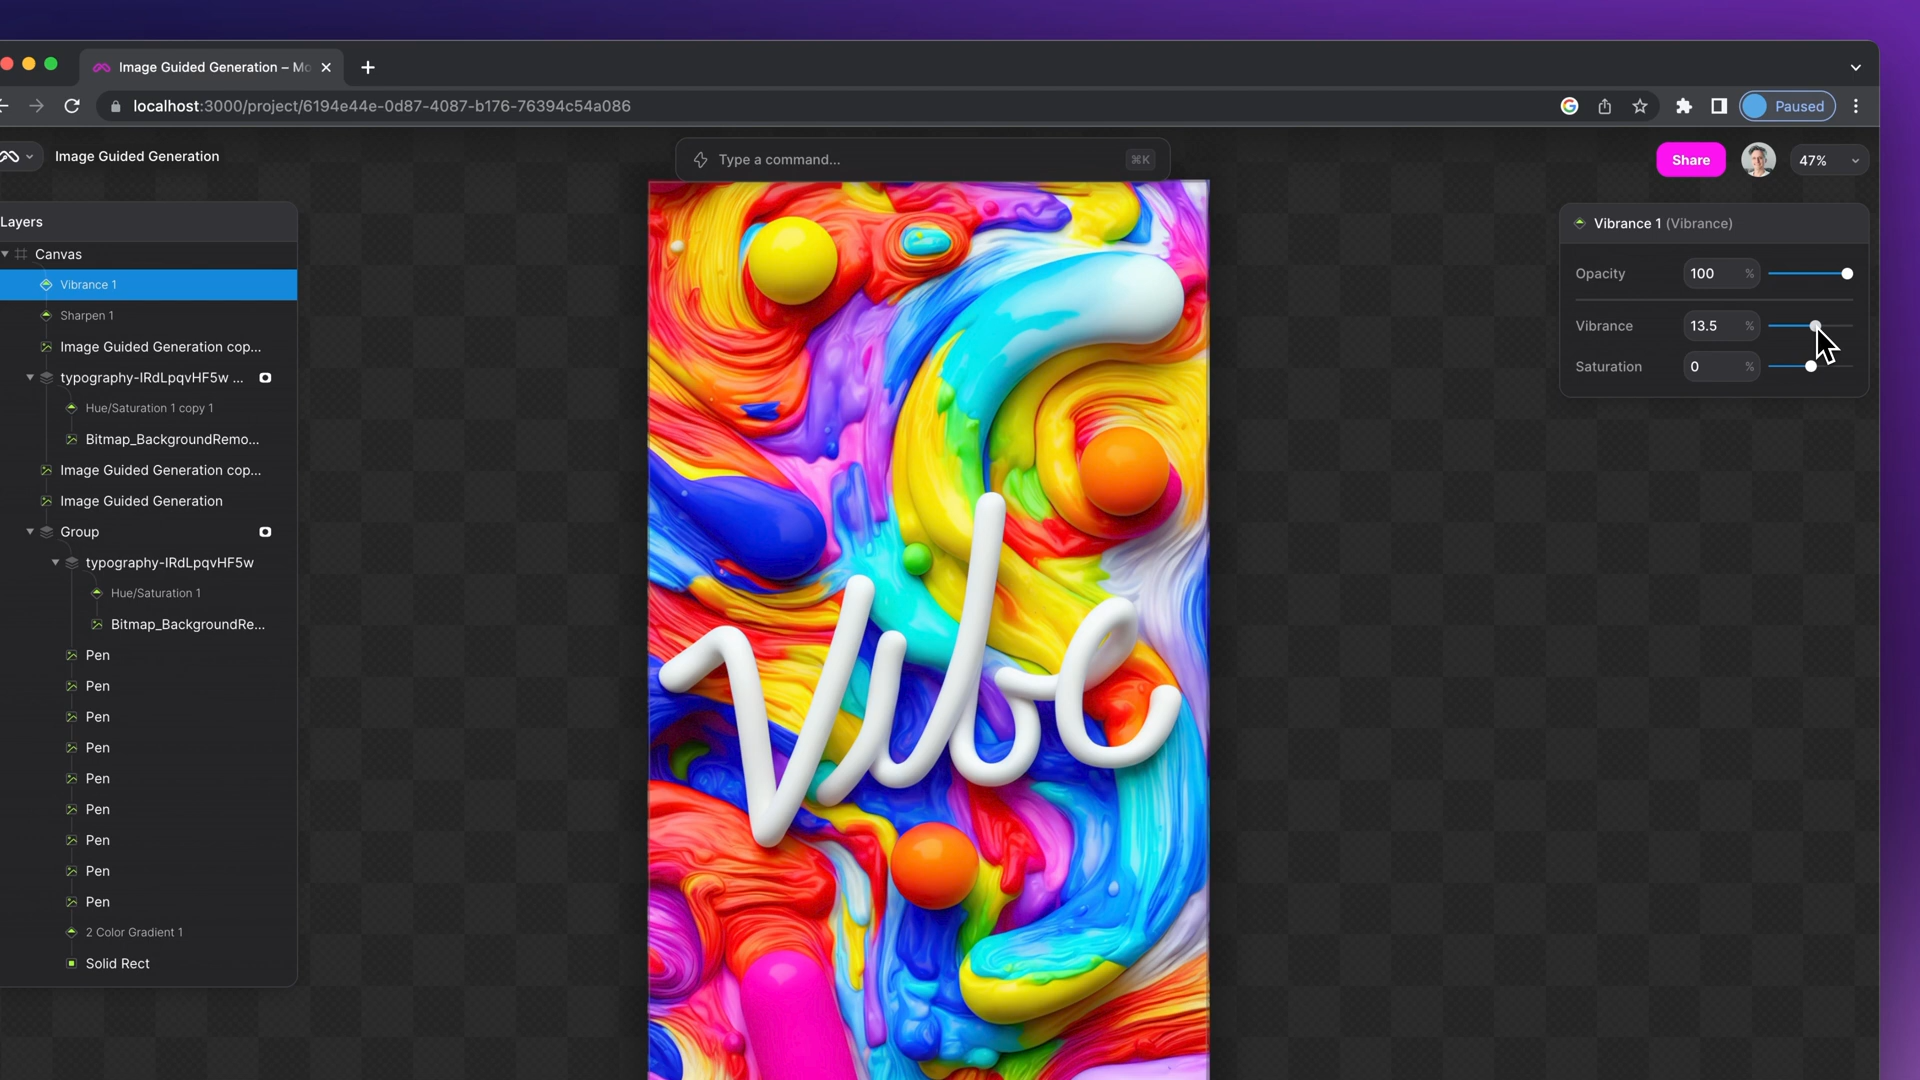 Image Guided Generation – Mo
localhost:3000/project/6194e44e-0d87-4087-b176-76394c54a086
Paused
Image Guided Generation
Type a command...
⌘K
Share
47%
Layers
Canvas
Vibrance 1
Sharpen 1
Image Guided Generation cop...
typography-IRdLpqvHF5w ...
Hue/Saturation 1 copy 1
Bitmap_BackgroundRemo...
Image Guided Generation cop...
Image Guided Generation
Group
typography-IRdLpqvHF5w
Hue/Saturation 1
Bitmap_BackgroundRe...
Pen
Pen
Pen
Pen
Pen
Pen
Pen
Pen
Pen
2 Color Gradient 1
Solid Rect
Vibe
Vibrance 1 (Vibrance)
Opacity 100 %
Vibrance 13.5 %
Saturation 0 %